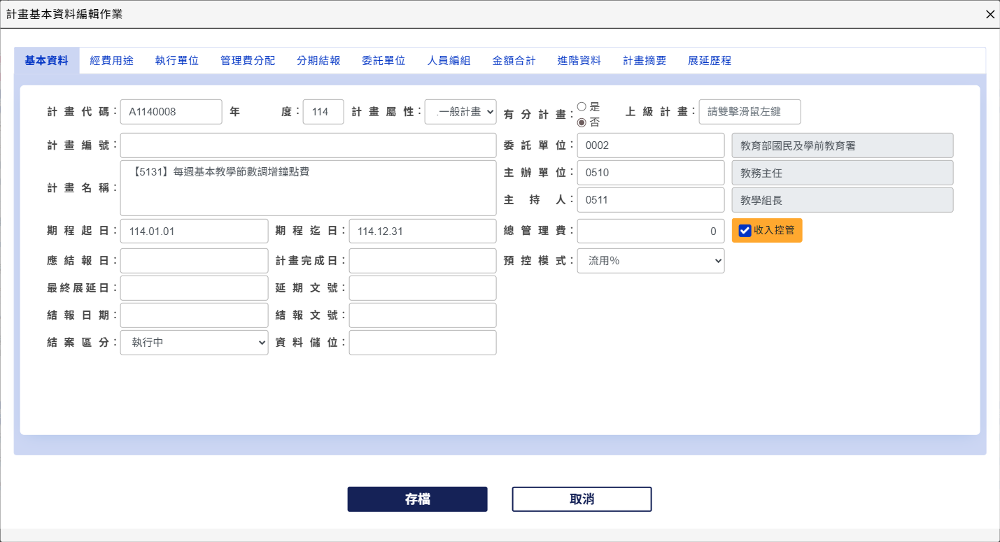 計畫基本資料編輯作業
基本資料 經費用途 執行單位 管理費分配 分期結報 委託單位 人員編組 金額合計 進階資料 計畫摘要 展延歷程
計畫代碼： A1140008 年度： 114 計畫屬性： .一般計畫 有分計畫： 是 否 上級計畫： 請雙擊滑鼠左鍵
計畫編號： 委託單位： 0002 教育部國民及學前教育署
計畫名稱： 【5131】每週基本教學節數調增鐘點費 主辦單位： 0510 教務主任
主持人： 0511 教學組長
期程起日： 114.01.01 期程迄日： 114.12.31 總管理費： 0 收入控管
應結報日： 計畫完成日： 預控模式： 流用%
最終展延日： 延期文號：
結報日期： 結報文號：
結案區分： 執行中 資料儲位：
存檔 取消